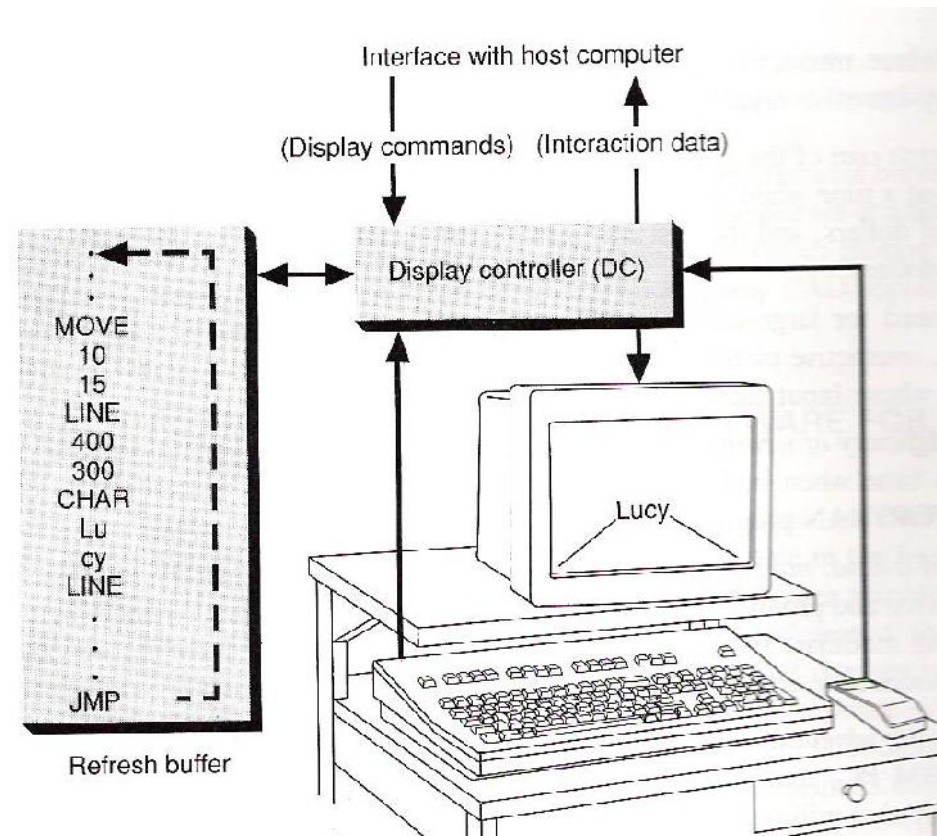 Interface with host computer
(Display commands) (Interaction data)
Display controller (DC)
MOVE
10
15
LINE
400
300
CHAR
Lu
cy
LINE
.
.
.
JMP
Refresh buffer
Lucy